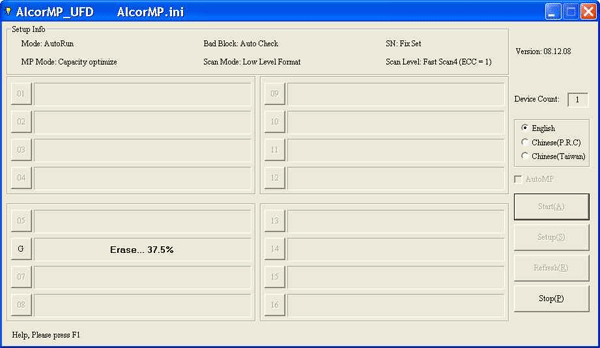 AlcorMP_UFD AlcorMP.ini
Setup Info
Mode: AutoRun Bad Block: Auto Check SN: Fix Set
MP Mode: Capacity optimize Scan Mode: Low Level Format Scan Level: Fast Scan4 (ECC = 1)
Version: 08.12.08
01 09
02 10
03 11
04 12
05 13
G Erase... 37.5% 14
07 15
08 16
Device Count: 1
English
Chinese(P.R.C)
Chinese(Taiwan)
AutoMP
Start(A)
Setup(S)
Refresh(R)
Stop(P)
Help, Please press F1